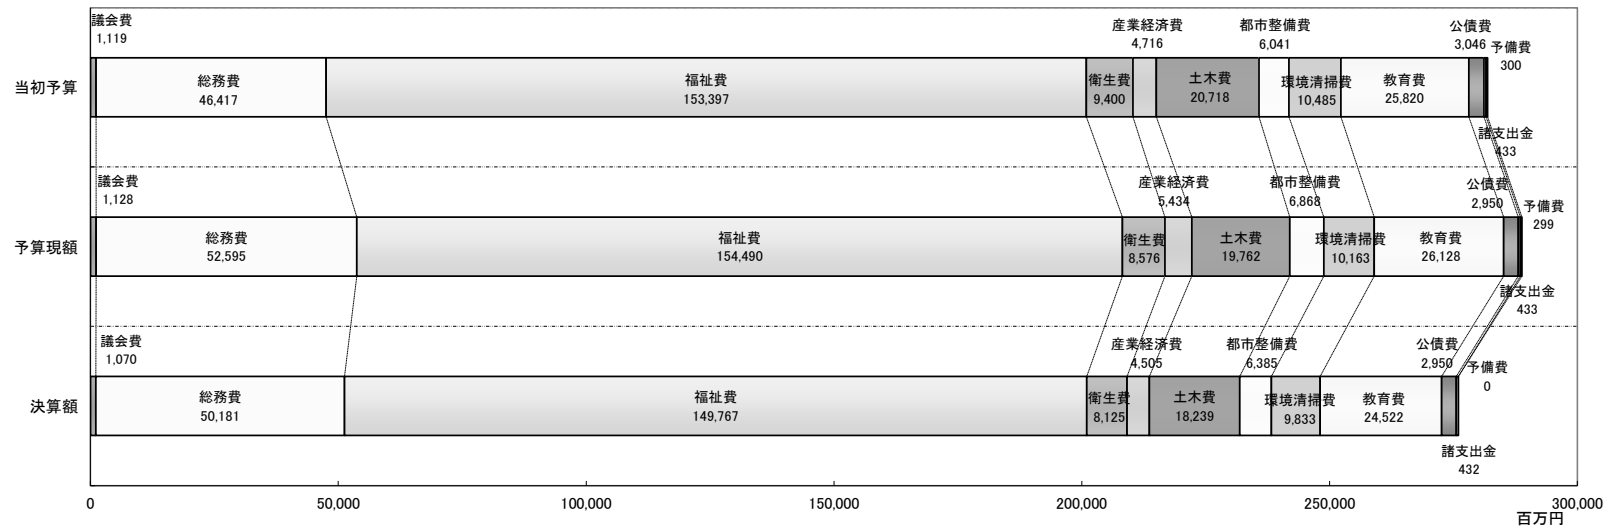 議会費
1,119
産業経済費
4,716
都市整備費
6,041
公債費
3,046
予備費
300
当初予算
総務費
46,417
福祉費
153,397
衛生費
9,400
土木費
20,718
環境清掃費
10,485
教育費
25,820
諸支出金
433
議会費
1,128
産業経済費
5,434
都市整備費
6,868
公債費
2,950
予備費
299
予算現額
総務費
52,595
福祉費
154,490
衛生費
8,576
土木費
19,762
環境清掃費
10,163
教育費
26,128
諸支出金
433
議会費
1,070
産業経済費
4,505
都市整備費
6,385
公債費
2,950
予備費
0
決算額
総務費
50,181
福祉費
149,767
衛生費
8,125
土木費
18,239
環境清掃費
9,833
教育費
24,522
諸支出金
432
0
50,000
100,000
150,000
200,000
250,000
300,000
百万円